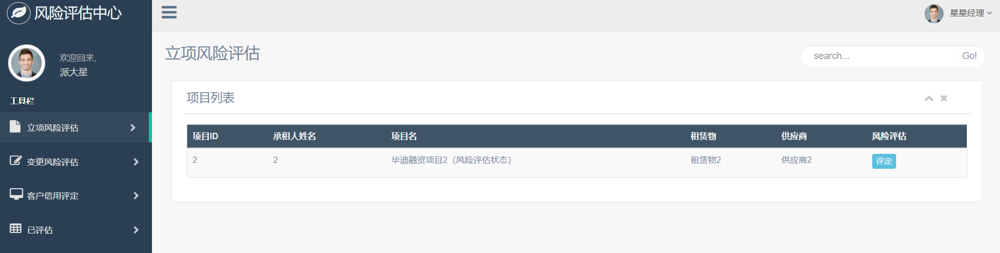 风险评估中心
星星经理
欢迎回来,
派大星
工具栏
立项风险评估
变更风险评估
客户信用评定
已评估
立项风险评估
search...
Go!
项目列表
项目ID 承租人姓名 项目名 租赁物 供应商 风险评估
2 2 华迪融资项目2（风险评估状态） 租赁物2 供应商2 评定